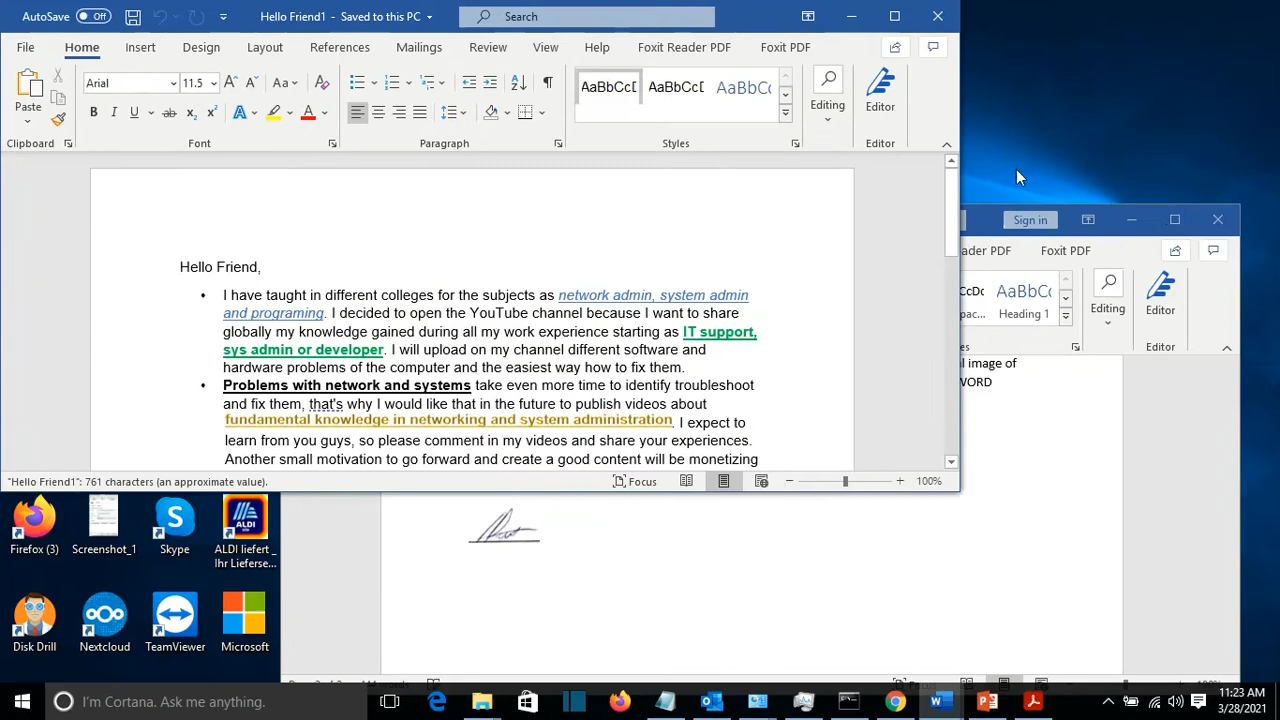 AutoSave Off Hello Friend1 - Saved to this PC Search
File Home Insert Design Layout References Mailings Review View Help Foxit Reader PDF Foxit PDF
Paste Arial 11.5 Aa AaBbCcD AaBbCcD AaBbCc Editing Editor
B I U ab x₂ x² A A
Clipboard Font Paragraph Styles Editor
Hello Friend,
• I have taught in different colleges for the subjects as network admin, system admin
and programing. I decided to open the YouTube channel because I want to share
globally my knowledge gained during all my work experience starting as IT support,
sys admin or developer. I will upload on my channel different software and
hardware problems of the computer and the easiest way how to fix them.
• Problems with network and systems take even more time to identify troubleshoot
and fix them, that's why I would like that in the future to publish videos about
fundamental knowledge in networking and system administration. I expect to
learn from you guys, so please comment in my videos and share your experiences.
Another small motivation to go forward and create a good content will be monetizing
"Hello Friend1": 761 characters (an approximate value). Focus 100%
Sign in
ader PDF Foxit PDF
CcDc AaBbCc Editing Editor
pac... Heading 1
Editor
l image of
WORD
Firefox (3) Screenshot_1 Skype ALDI liefert_
Ihr Lieferse...
ALDI
Disk Drill Nextcloud TeamViewer Microsoft
I'm Cortana. Ask me anything.
11:23 AM
3/28/2021